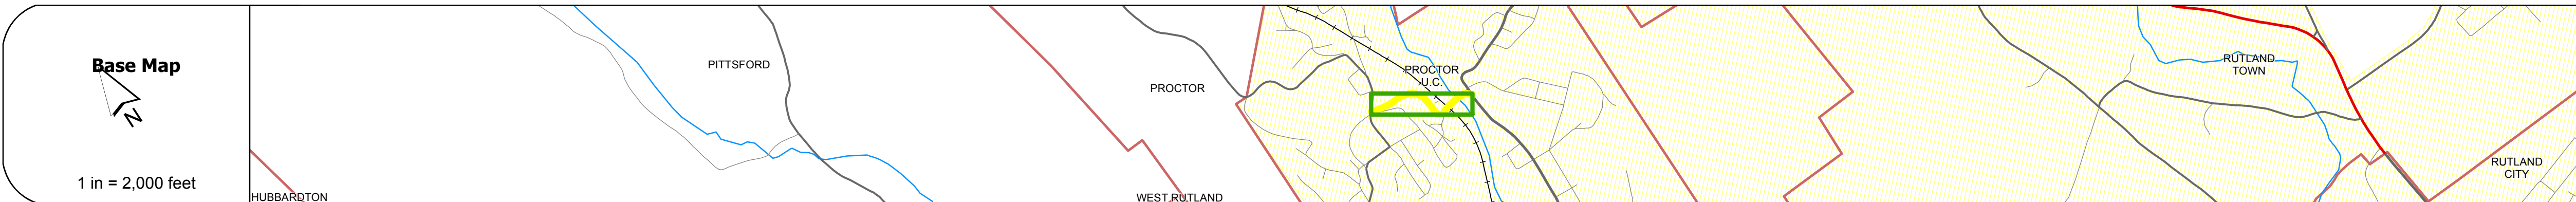 Base Map
N
1 in = 2,000 feet
HUBBARDTON
PITTSFORD
PROCTOR
WEST RUTLAND
PROCTOR
U.C.
RUTLAND
TOWN
RUTLAND
CITY